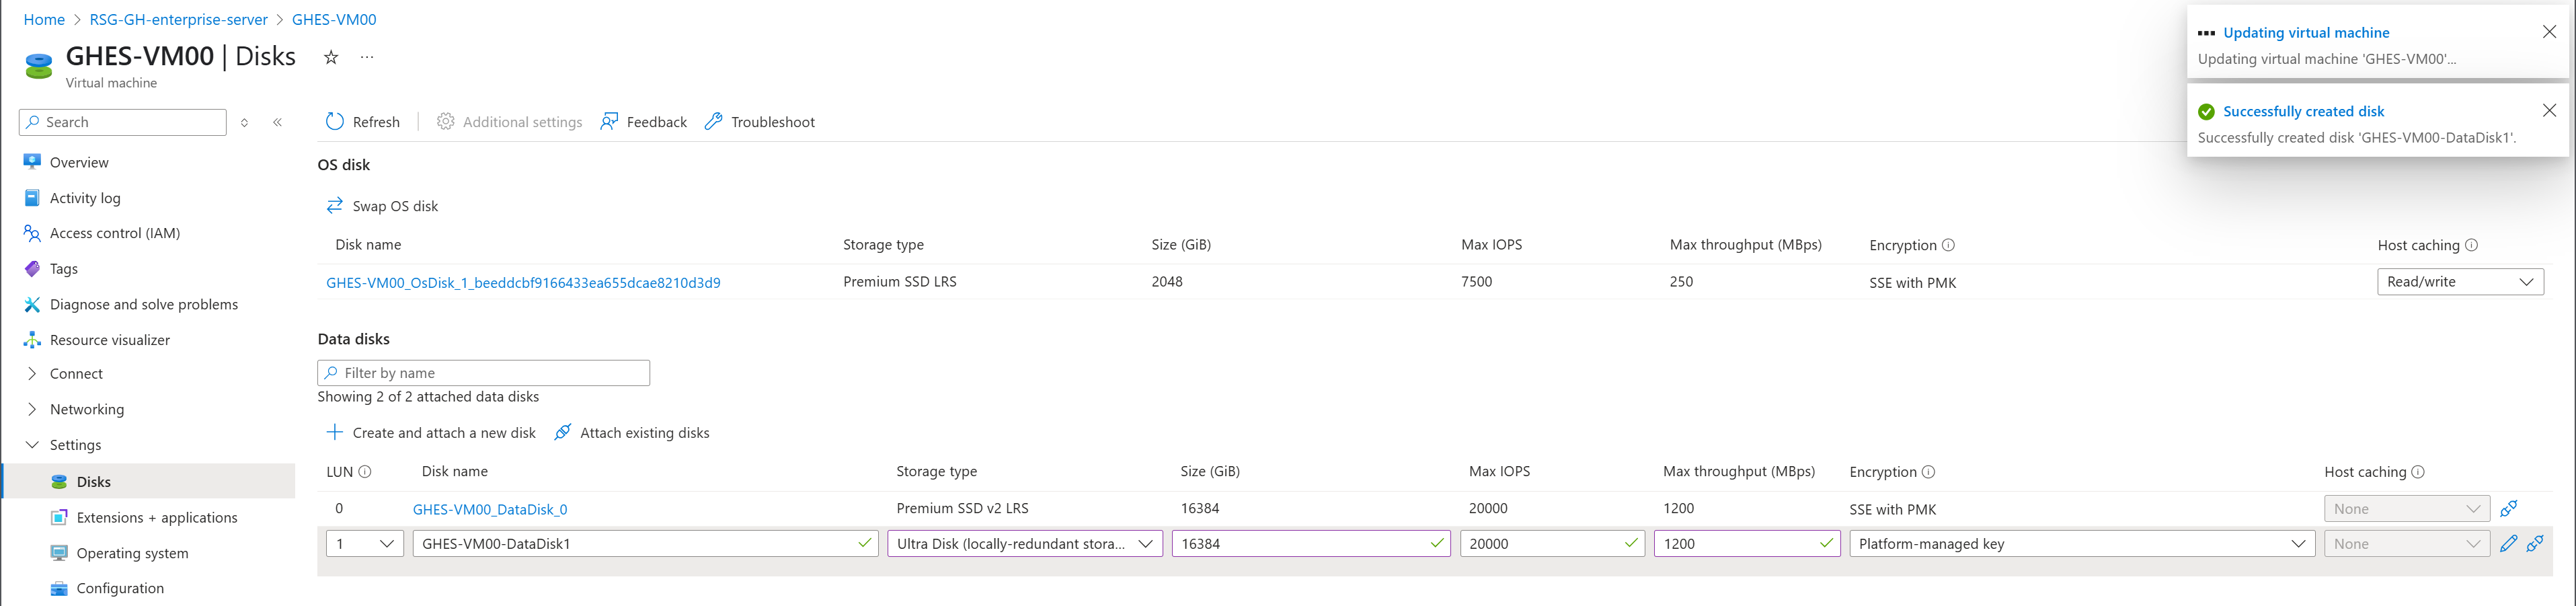 Home > RSG-GH-enterprise-server > GHES-VM00
GHES-VM00 | Disks ☆ ...
Virtual machine
Updating virtual machine
Updating virtual machine 'GHES-VM00'...
Successfully created disk
Successfully created disk 'GHES-VM00-DataDisk1'.
Search
Overview
Activity log
Access control (IAM)
Tags
Diagnose and solve problems
Resource visualizer
Connect
Networking
Settings
Disks
Extensions + applications
Operating system
Configuration
Refresh Additional settings Feedback Troubleshoot
OS disk
Swap OS disk
Disk name Storage type Size (GiB) Max IOPS Max throughput (MBps) Encryption Host caching
GHES-VM00_OsDisk_1_beeddcbf9166433ea655dcae8210d3d9 Premium SSD LRS 2048 7500 250 SSE with PMK Read/write
Data disks
Filter by name
Showing 2 of 2 attached data disks
Create and attach a new disk Attach existing disks
LUN Disk name Storage type Size (GiB) Max IOPS Max throughput (MBps) Encryption Host caching
0 GHES-VM00_DataDisk_0 Premium SSD v2 LRS 16384 20000 1200 SSE with PMK None
1 GHES-VM00-DataDisk1 Ultra Disk (locally-redundant stora... 16384 20000 1200 Platform-managed key None